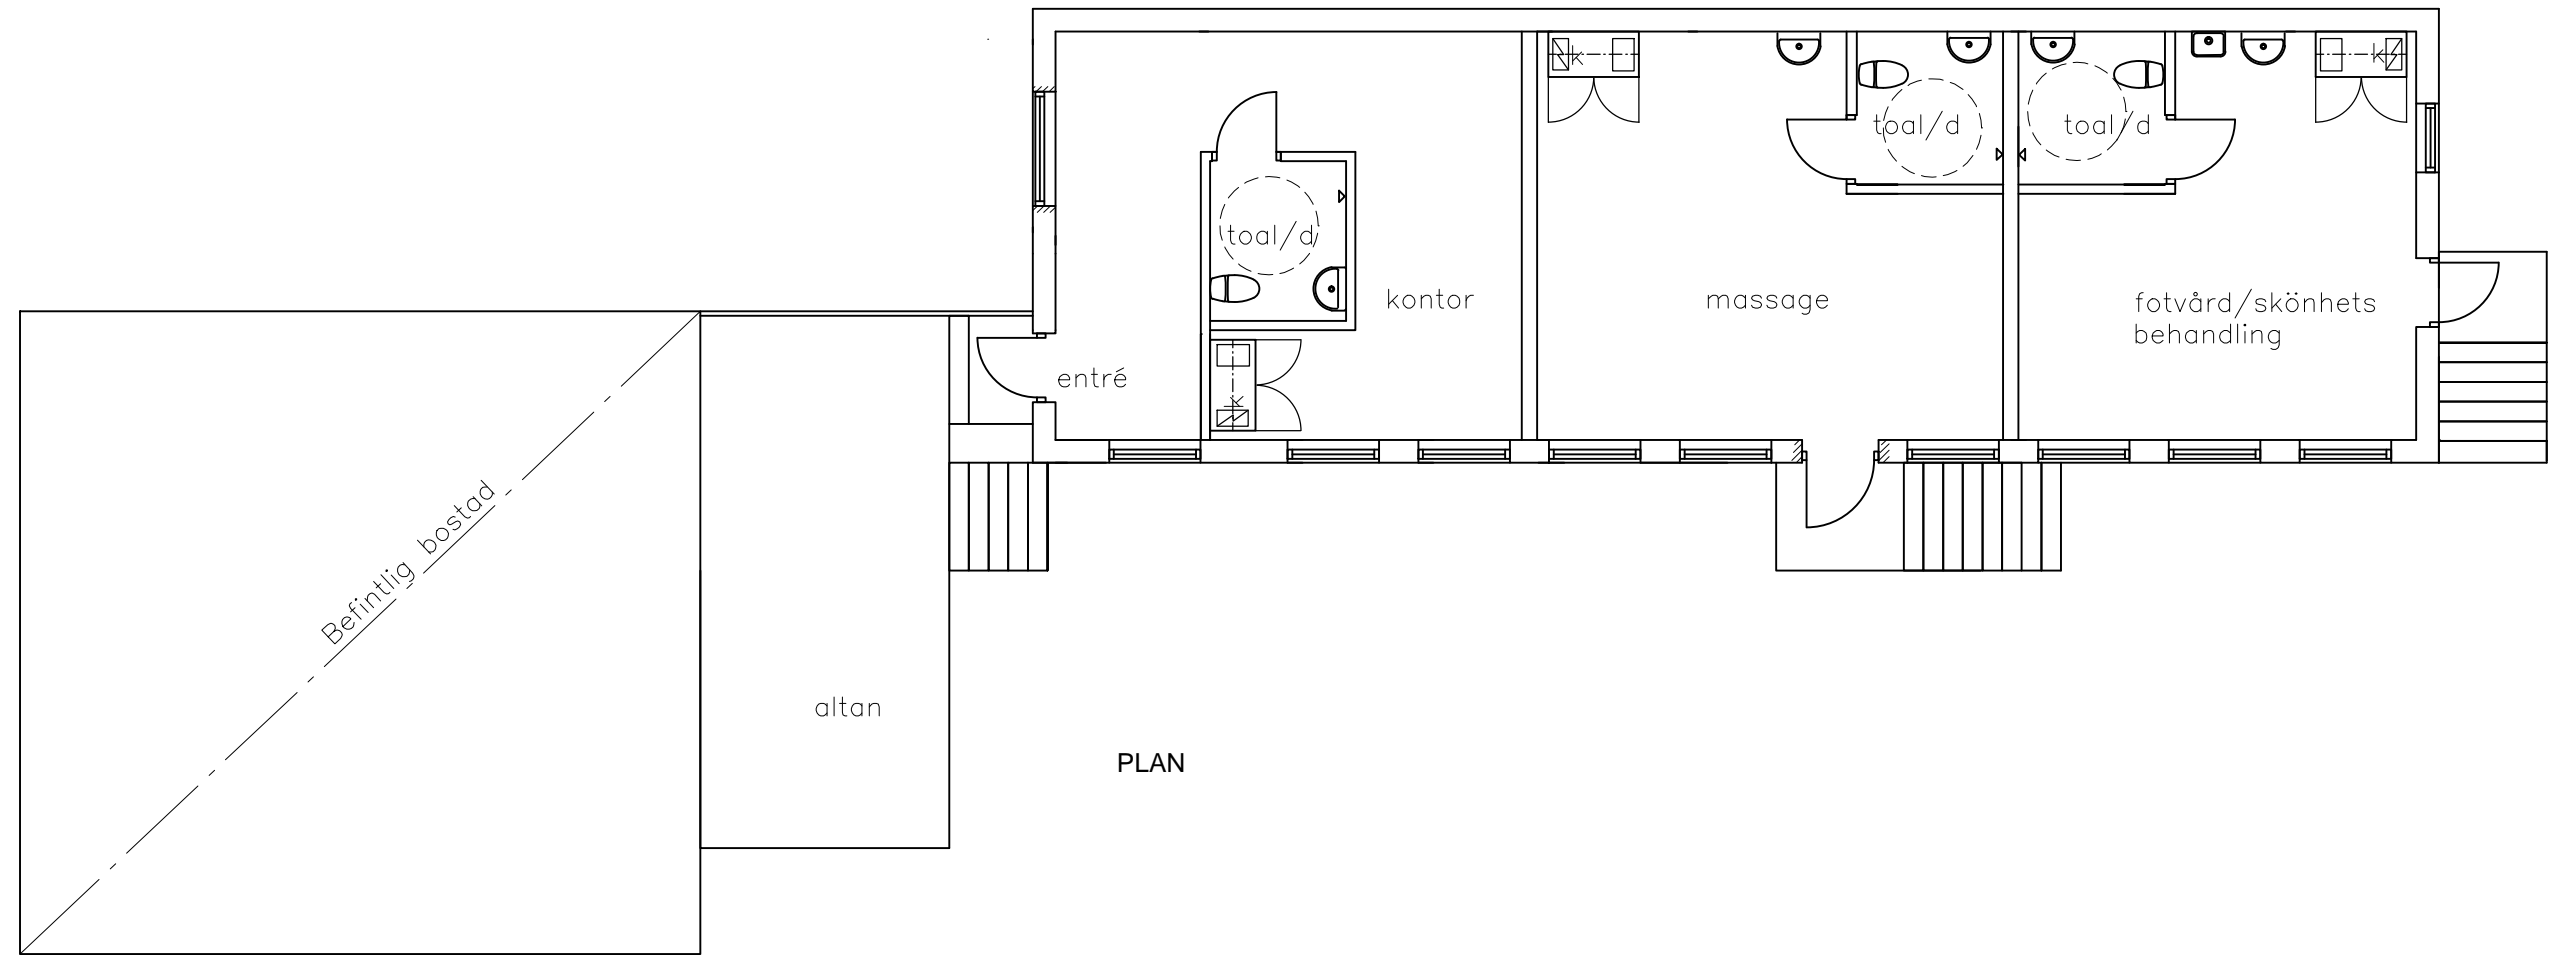 k
k
toal/d
toal/d
toal/d
kontor
massage
fotvård/skönhets
behandling
entré
k
Befintlig bostad
altan
PLAN